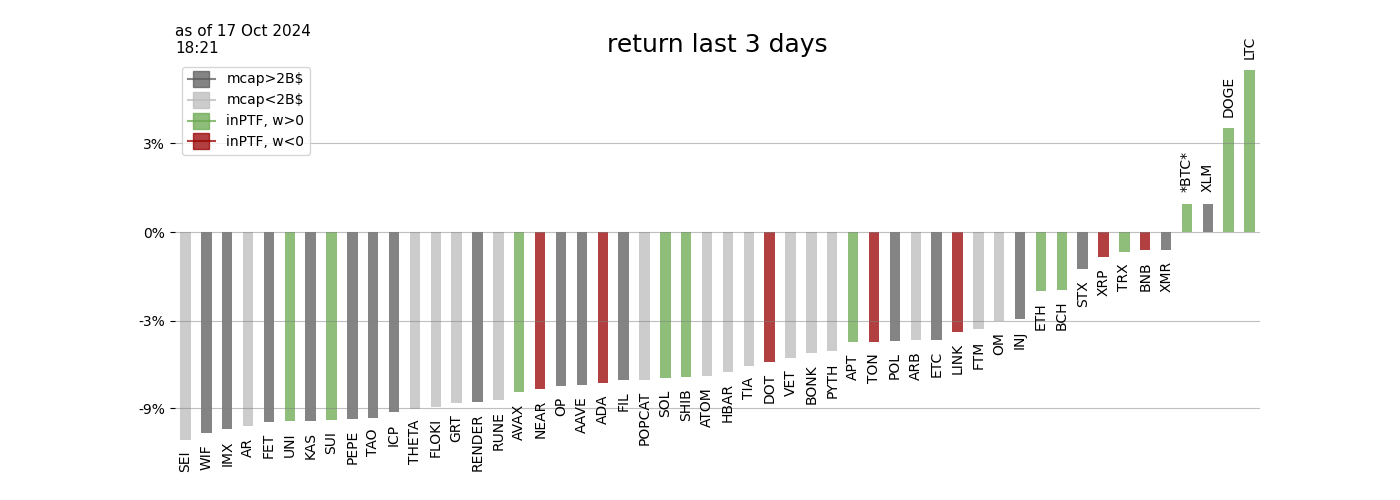 as of 17 Oct 2024
18:21
return last 3 days
mcap>2B$
mcap<2B$
inPTF, w>0
inPTF, w<0
3%
0%
-3%
-9%
SEI
WIF
IMX
AR
FET
UNI
KAS
SUI
PEPE
TAO
ICP
THETA
FLOKI
GRT
RENDER
RUNE
AVAX
NEAR
OP
AAVE
ADA
FIL
POPCAT
SOL
SHIB
ATOM
HBAR
TIA
DOT
VET
BONK
PYTH
APT
TON
POL
ARB
ETC
LINK
FTM
OM
INJ
ETH
BCH
STX
XRP
TRX
BNB
XMR
*BTC*
XLM
DOGE
LTC